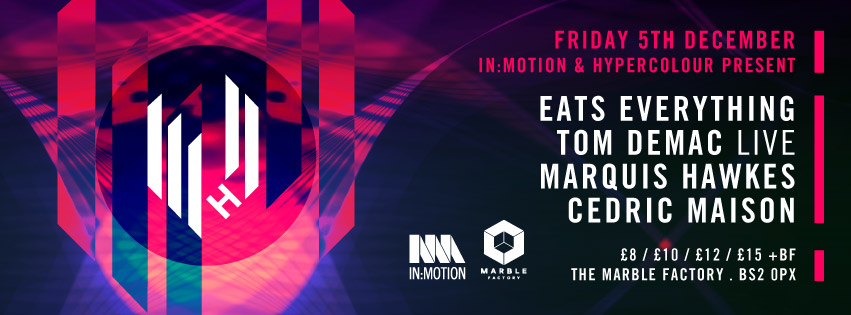 FRIDAY 5TH DECEMBER
IN:MOTION & HYPERCOLOUR PRESENT
EATS EVERYTHING
TOM DEMAC LIVE
MARQUIS HAWKES
CEDRIC MAISON
£8 / £10 / £12 / £15 +BF
THE MARBLE FACTORY . BS2 0PX
H
H
IN:MOTION
MARBLE
FACTORY